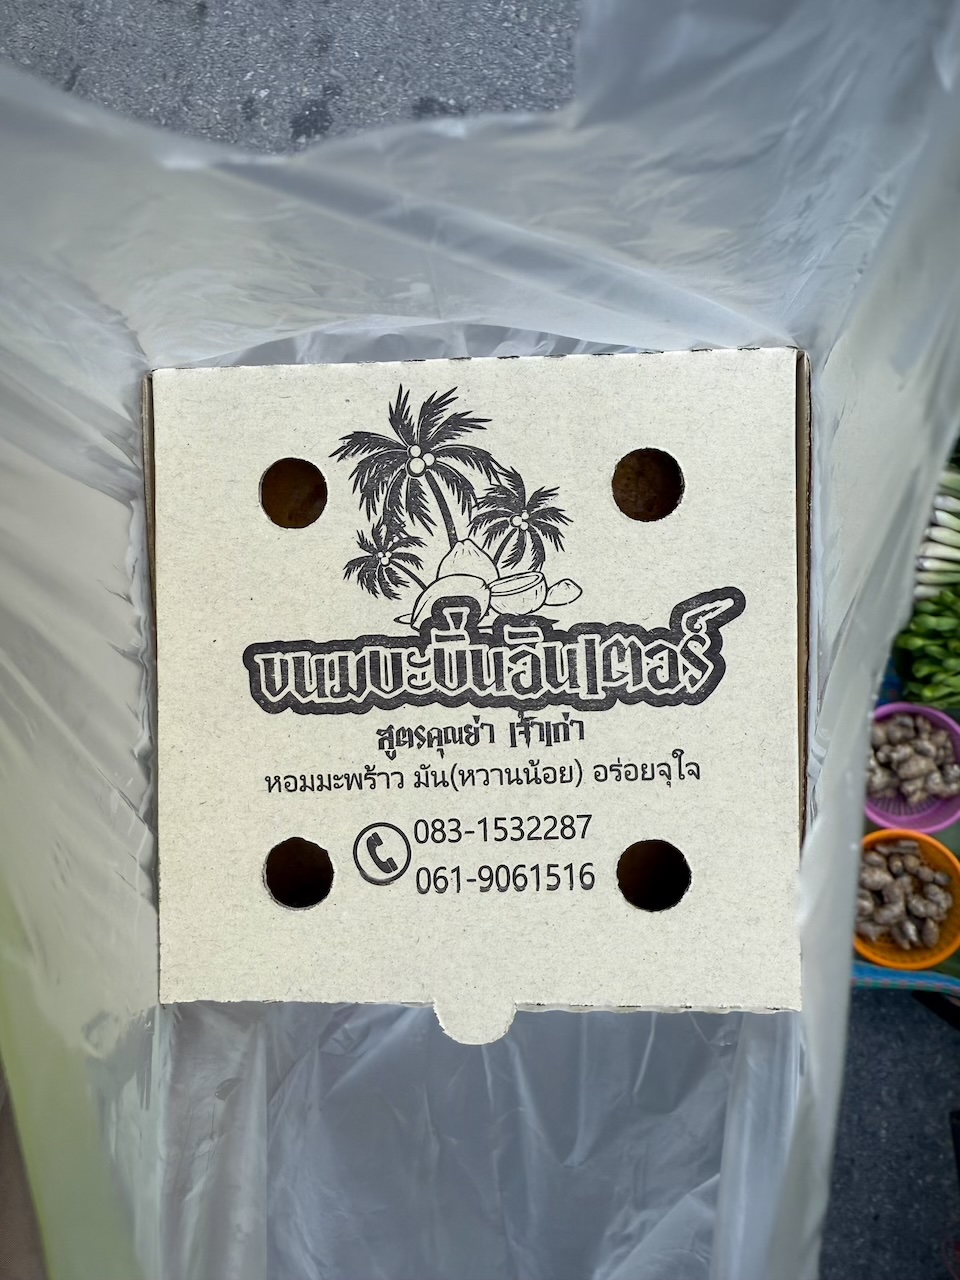 ขนมบะบิ่นอินเตอร์
สูตรคุณย่า เจ้าเก่า
หอมมะพร้าว มัน(หวานน้อย) อร่อยจุใจ
083-1532287
061-9061516